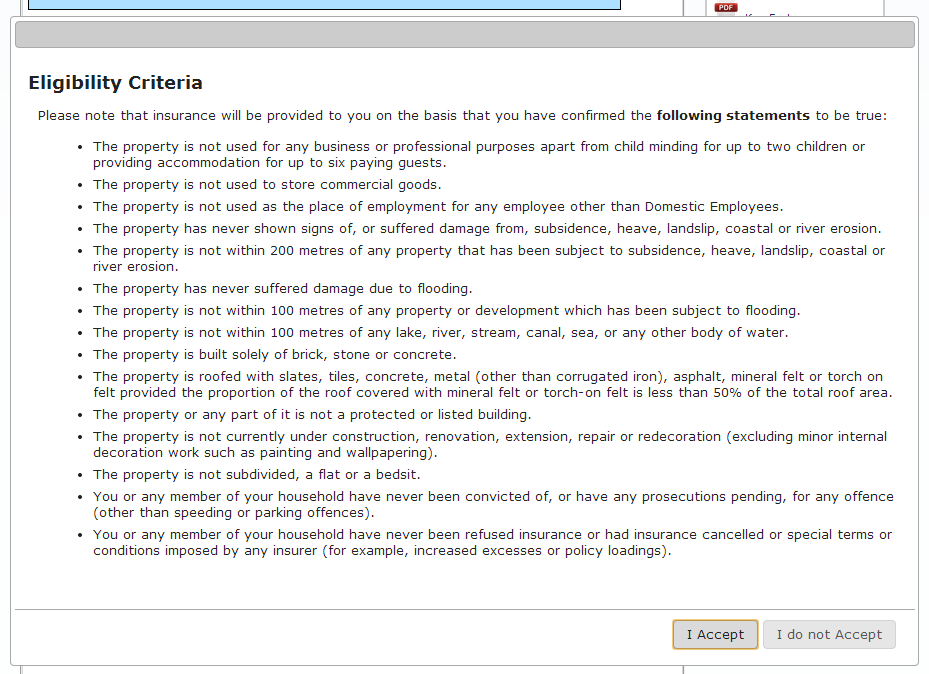 PDF
Eligibility Criteria
Please note that insurance will be provided to you on the basis that you have confirmed the following statements to be true:
• The property is not used for any business or professional purposes apart from child minding for up to two children or
providing accommodation for up to six paying guests.
• The property is not used to store commercial goods.
• The property is not used as the place of employment for any employee other than Domestic Employees.
• The property has never shown signs of, or suffered damage from, subsidence, heave, landslip, coastal or river erosion.
• The property is not within 200 metres of any property that has been subject to subsidence, heave, landslip, coastal or
river erosion.
• The property has never suffered damage due to flooding.
• The property is not within 100 metres of any property or development which has been subject to flooding.
• The property is not within 100 metres of any lake, river, stream, canal, sea, or any other body of water.
• The property is built solely of brick, stone or concrete.
• The property is roofed with slates, tiles, concrete, metal (other than corrugated iron), asphalt, mineral felt or torch on
felt provided the proportion of the roof covered with mineral felt or torch-on felt is less than 50% of the total roof area.
• The property or any part of it is not a protected or listed building.
• The property is not currently under construction, renovation, extension, repair or redecoration (excluding minor internal
decoration work such as painting and wallpapering).
• The property is not subdivided, a flat or a bedsit.
• You or any member of your household have never been convicted of, or have any prosecutions pending, for any offence
(other than speeding or parking offences).
• You or any member of your household have never been refused insurance or had insurance cancelled or special terms or
conditions imposed by any insurer (for example, increased excesses or policy loadings).
I Accept
I do not Accept